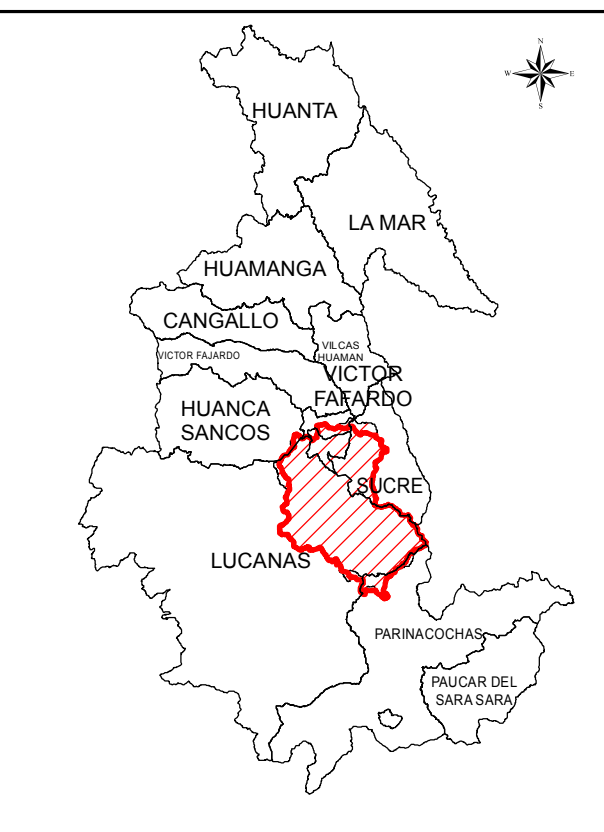 N
W
E
S
HUANTA
LA MAR
HUAMANGA
CANGALLO
VILCAS
HUAMAN
VICTOR FAJARDO
VICTOR
FAFARDO
HUANCA
SANCOS
SUCRE
LUCANAS
PARINACOCHAS
PAUCAR DEL
SARA SARA